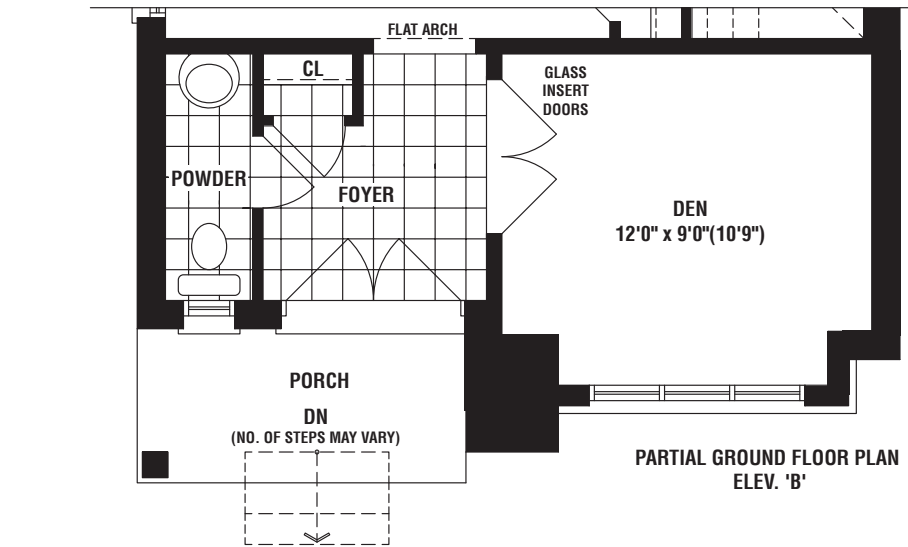 FLAT ARCH
CL
GLASS
INSERT
DOORS
POWDER
FOYER
DEN
12'0" x 9'0"(10'9")
PORCH
DN
(NO. OF STEPS MAY VARY)
PARTIAL GROUND FLOOR PLAN
ELEV. 'B'